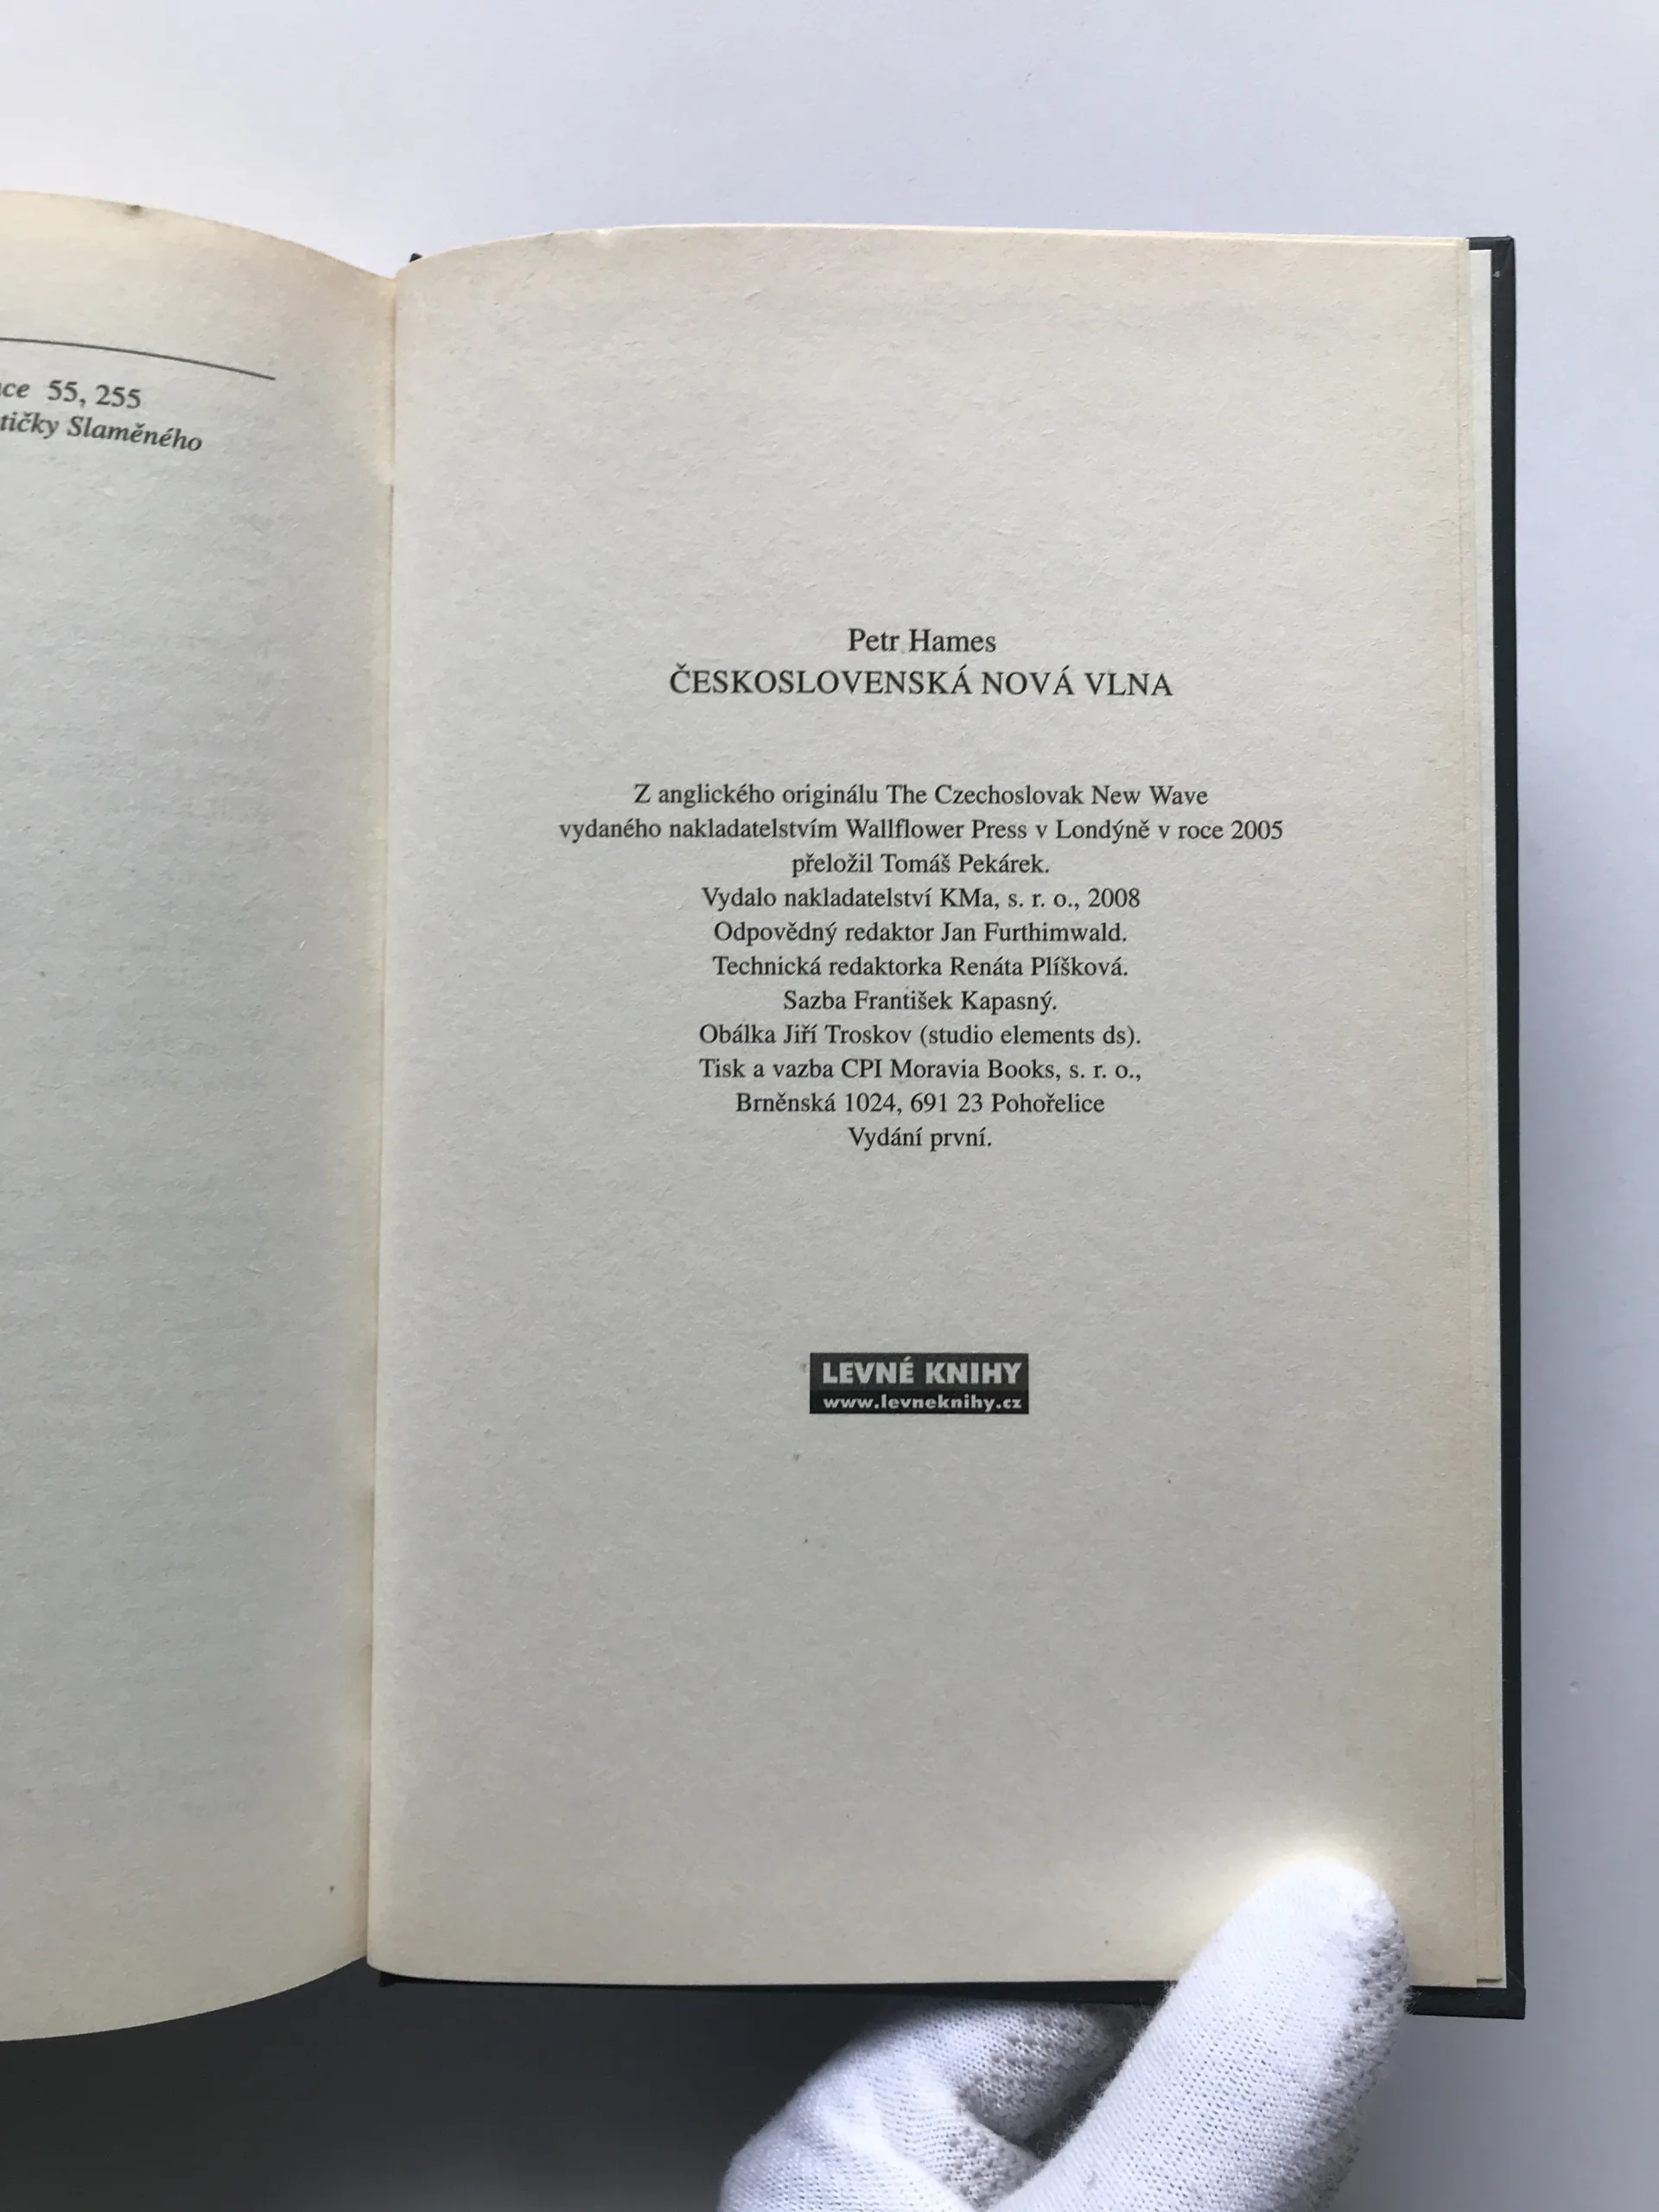 55, 255
Slaměného
Petr Hames
ČESKOSLOVENSKÁ NOVÁ VLNA
Z anglického originálu The Czechoslovak New Wave
vydaného nakladatelstvím Wallflower Press v Londýně v roce 2005
přeložil Tomáš Pekárek.
Vydalo nakladatelství KMa, s. r. o., 2008
Odpovědný redaktor Jan Furthimwald.
Technická redaktorka Renáta Plíšková.
Sazba František Kapasný.
Obálka Jiří Troskov (studio elements ds).
Tisk a vazba CPI Moravia Books, s. r. o.,
Brněnská 1024, 691 23 Pohořelice
Vydání první.
LEVNÉ KNIHY
www.levneknihy.cz